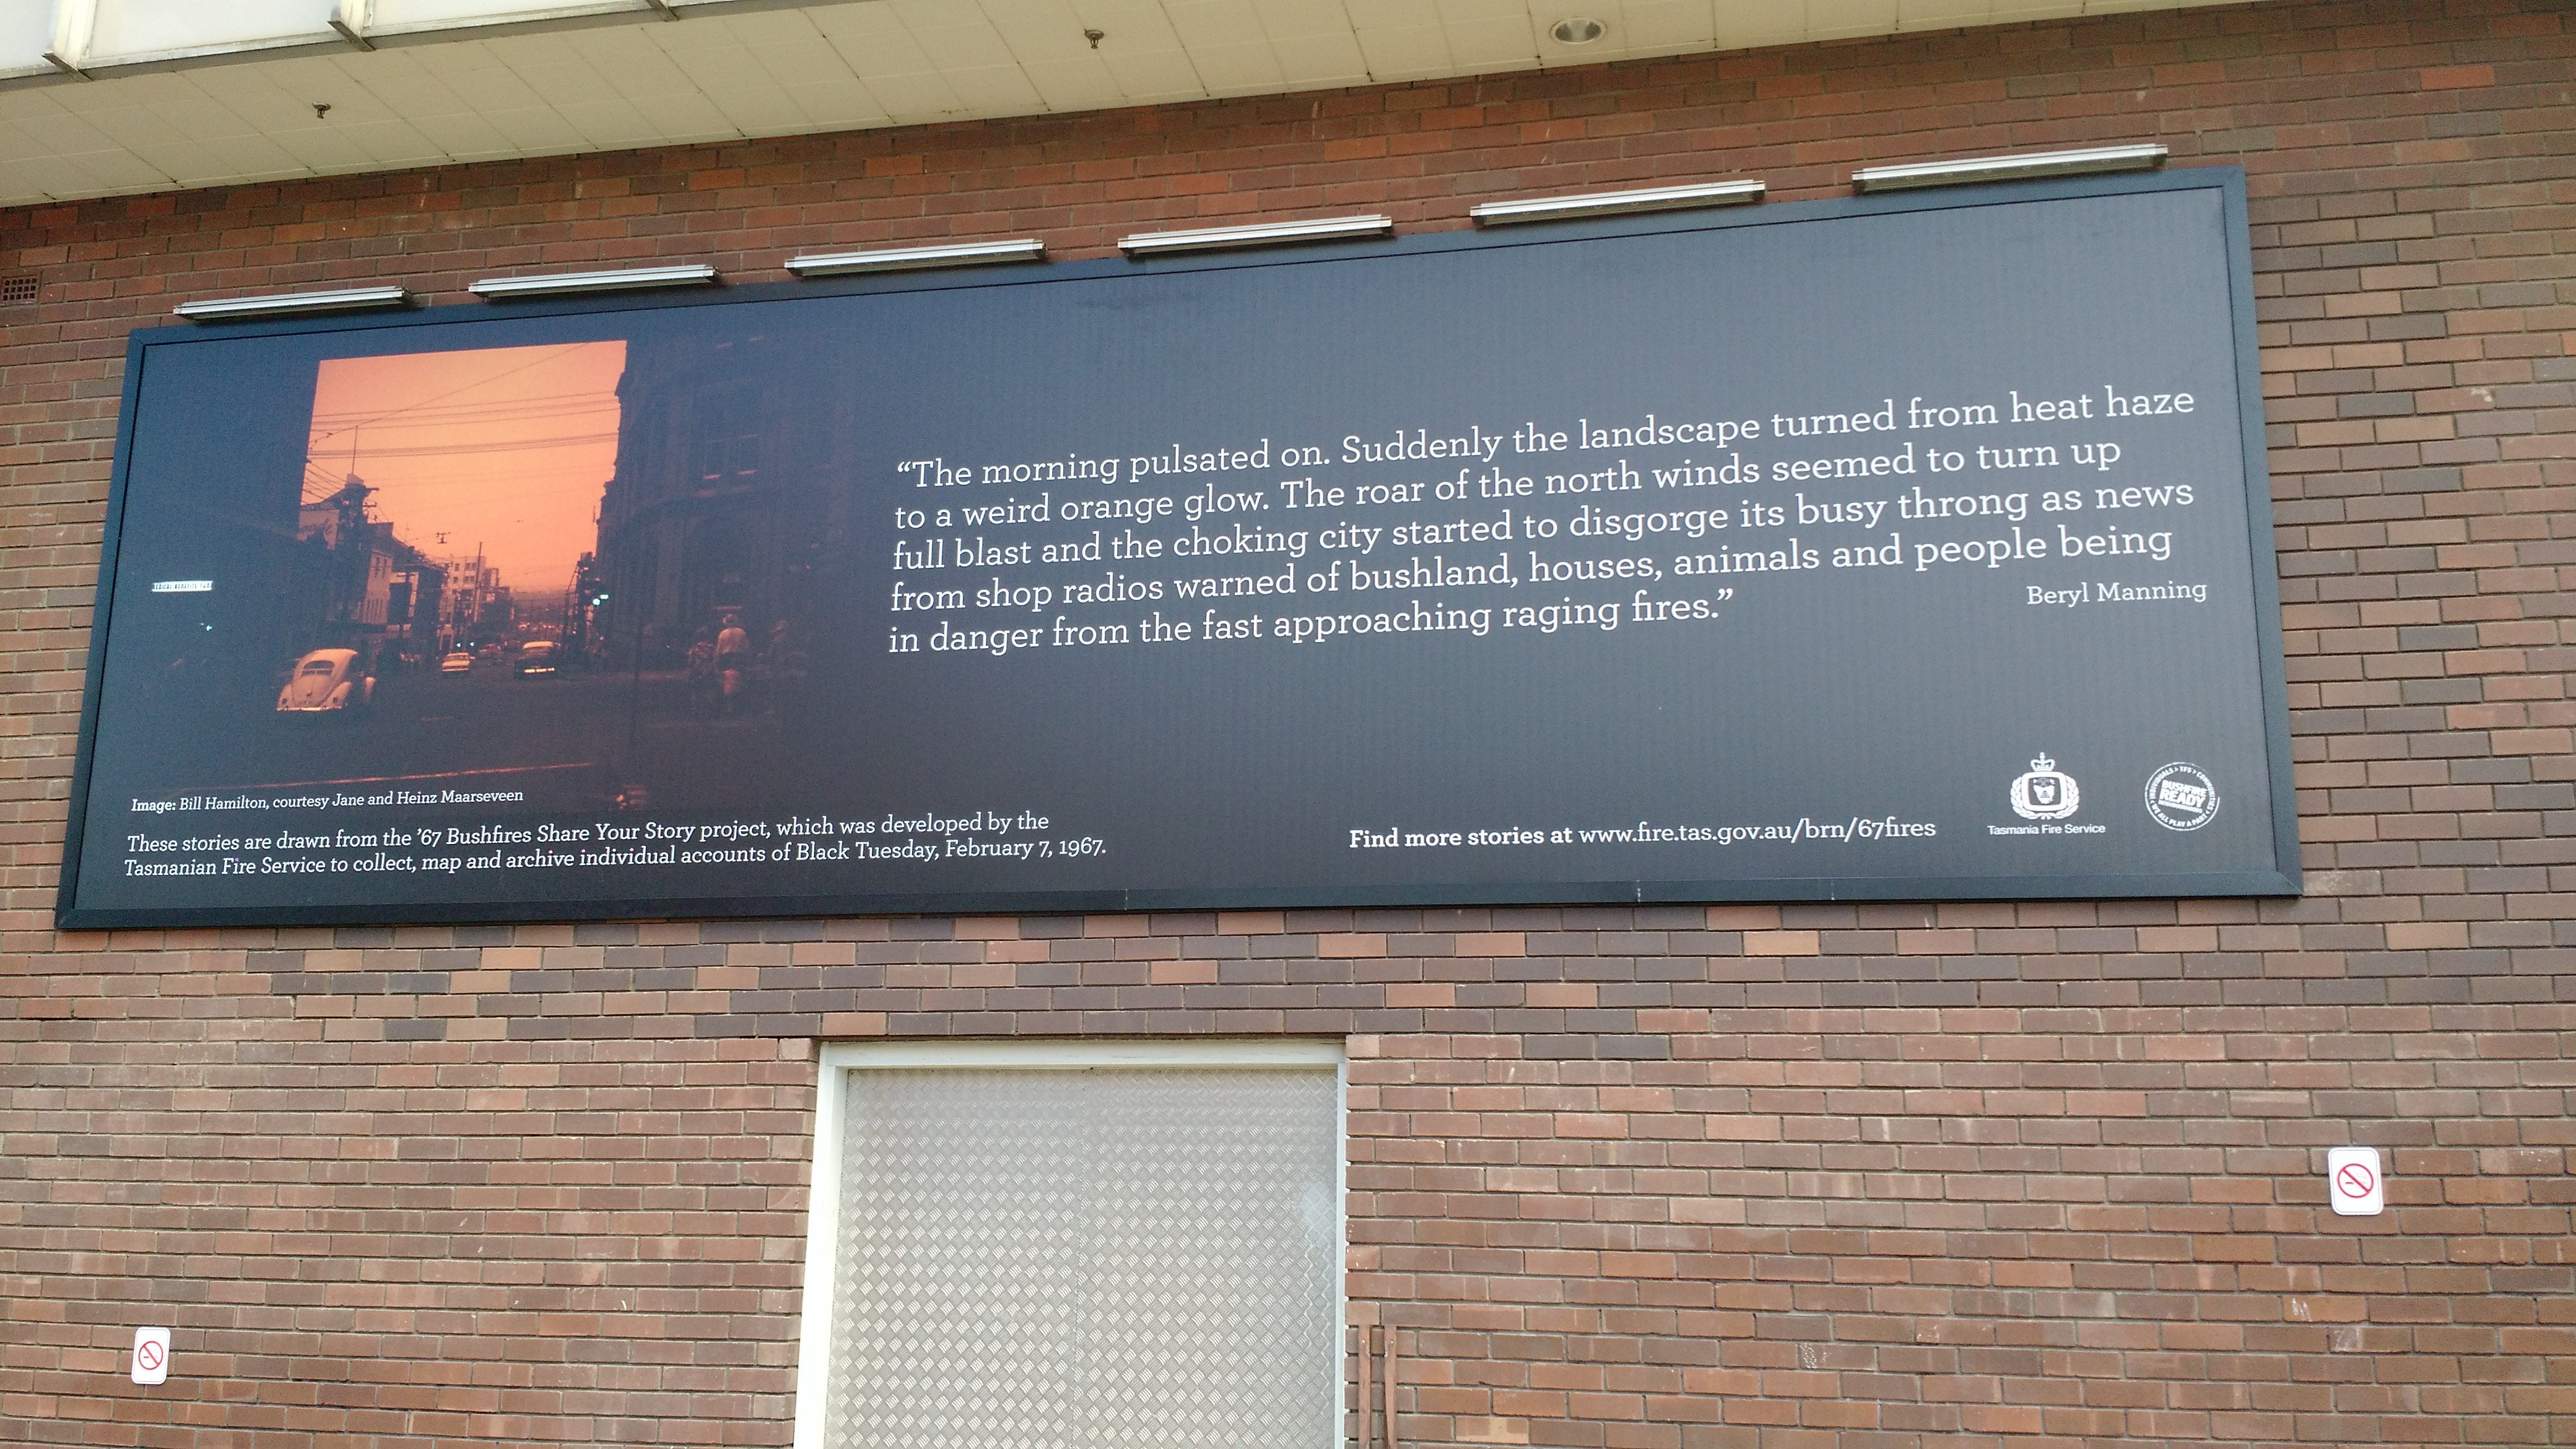 “The morning pulsated on. Suddenly the landscape turned from heat haze
to a weird orange glow. The roar of the north winds seemed to turn up
full blast and the choking city started to disgorge its busy throng as news
from shop radios warned of bushland, houses, animals and people being
in danger from the fast approaching raging fires.”
Beryl Manning
Image: Bill Hamilton, courtesy Jane and Heinz Maarseveen
These stories are drawn from the ’67 Bushfires Share Your Story project, which was developed by the
Tasmanian Fire Service to collect, map and archive individual accounts of Black Tuesday, February 7, 1967.
Find more stories at www.fire.tas.gov.au/brn/67fires
Tasmania Fire Service
BUSHFIRE
READY